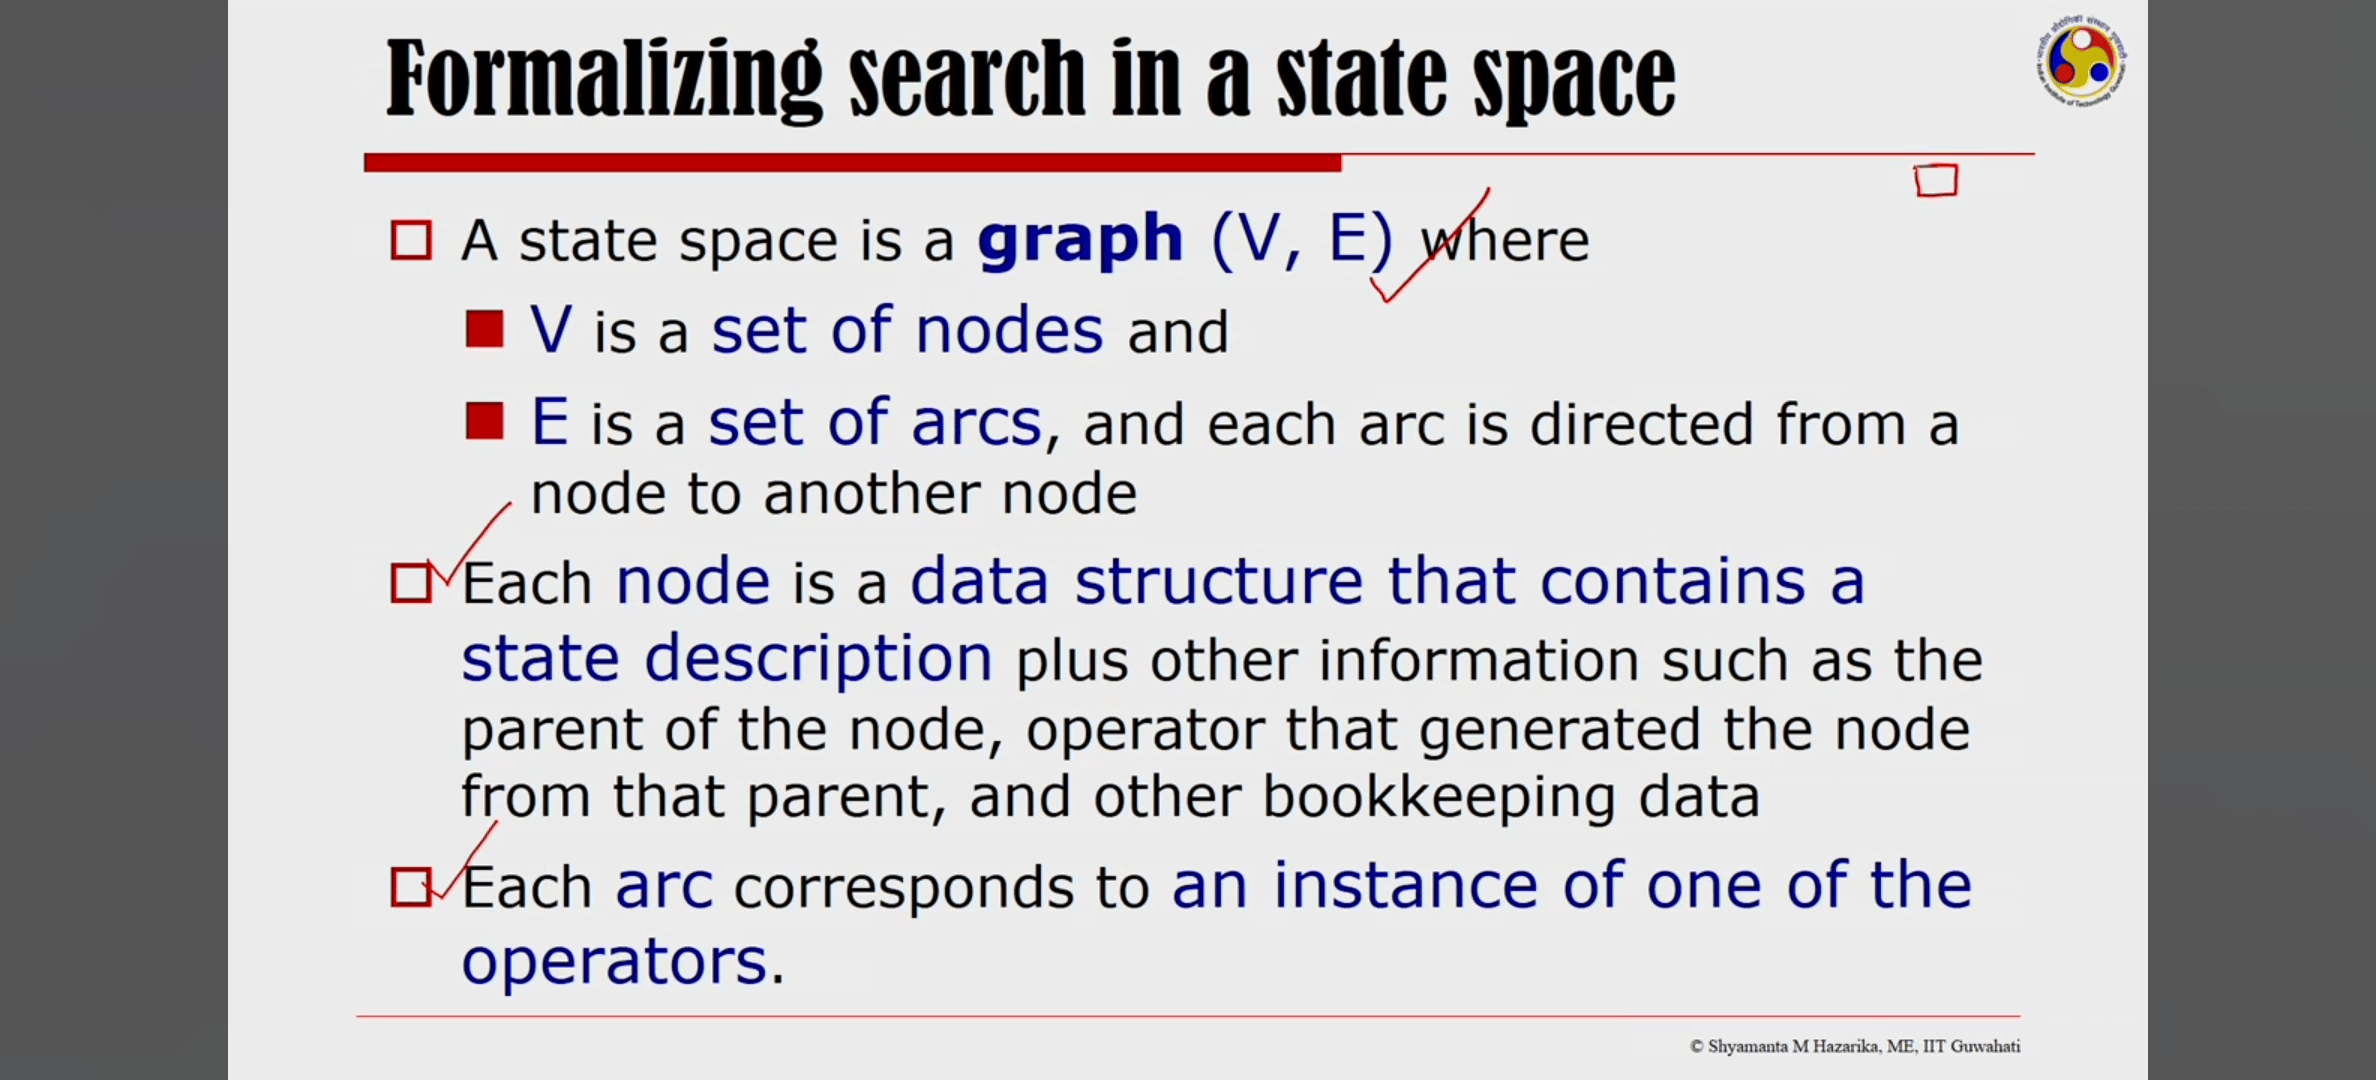 Formalizing search in a state space
A state space is a graph (V, E) where
V is a set of nodes and
E is a set of arcs, and each arc is directed from a
node to another node
Each node is a data structure that contains a
state description plus other information such as the
parent of the node, operator that generated the node
from that parent, and other bookkeeping data
Each arc corresponds to an instance of one of the
operators.
© Shyamanta M Hazarika, ME, IIT Guwahati